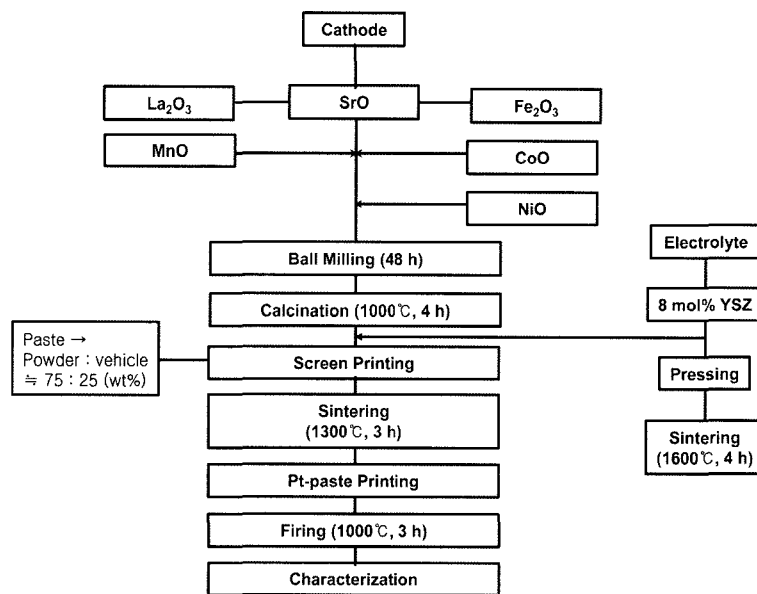 Cathode
La₂O₃
SrO
Fe₂O₃
MnO
CoO
NiO
Electrolyte
Ball Milling (48 h)
8 mol% YSZ
Calcination (1000℃, 4 h)
Paste →
Powder : vehicle
≒ 75 : 25 (wt%)
Screen Printing
Pressing
Sintering
(1300℃, 3 h)
Sintering
(1600℃, 4 h)
Pt-paste Printing
Firing (1000℃, 3 h)
Characterization